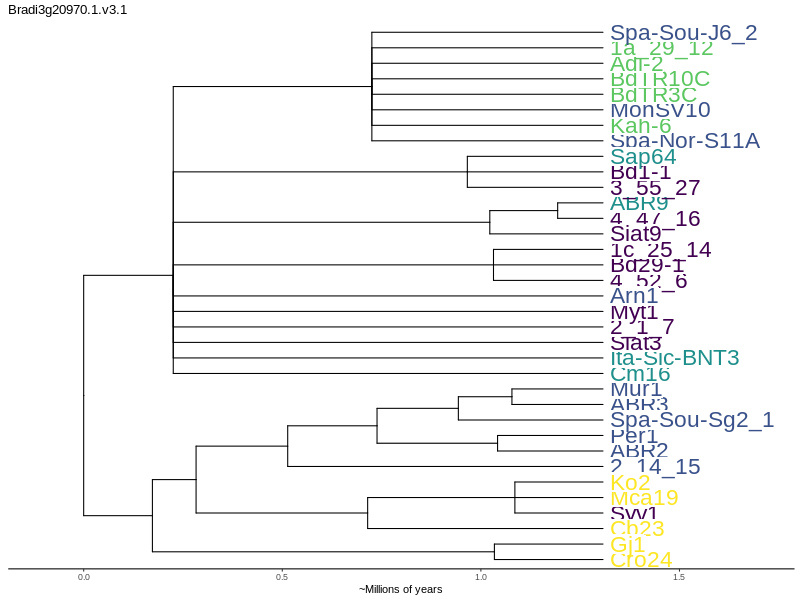 Bradi3g20970.1.v3.1
Spa-Sou-J6_2
1a_29_12
Adi-2
BdTR10C
BdTR3C
MonSV10
Kah-6
Spa-Nor-S11A
Sap64
Bd1-1
3_55_27
ABR9
4_47_16
Siat9
1c_25_14
Bd29-1
4_52_6
Arn1
Myt1
2_1_7
Slat3
Ita-Sic-BNT3
Cm16
Mur1
ABR3
Spa-Sou-Sg2_1
Per1
ABR2
2_14_15
Ko2
Mca19
Syv1
Cb23
Gj1
Cro24
0.0 0.5 1.0 1.5
~Millions of years